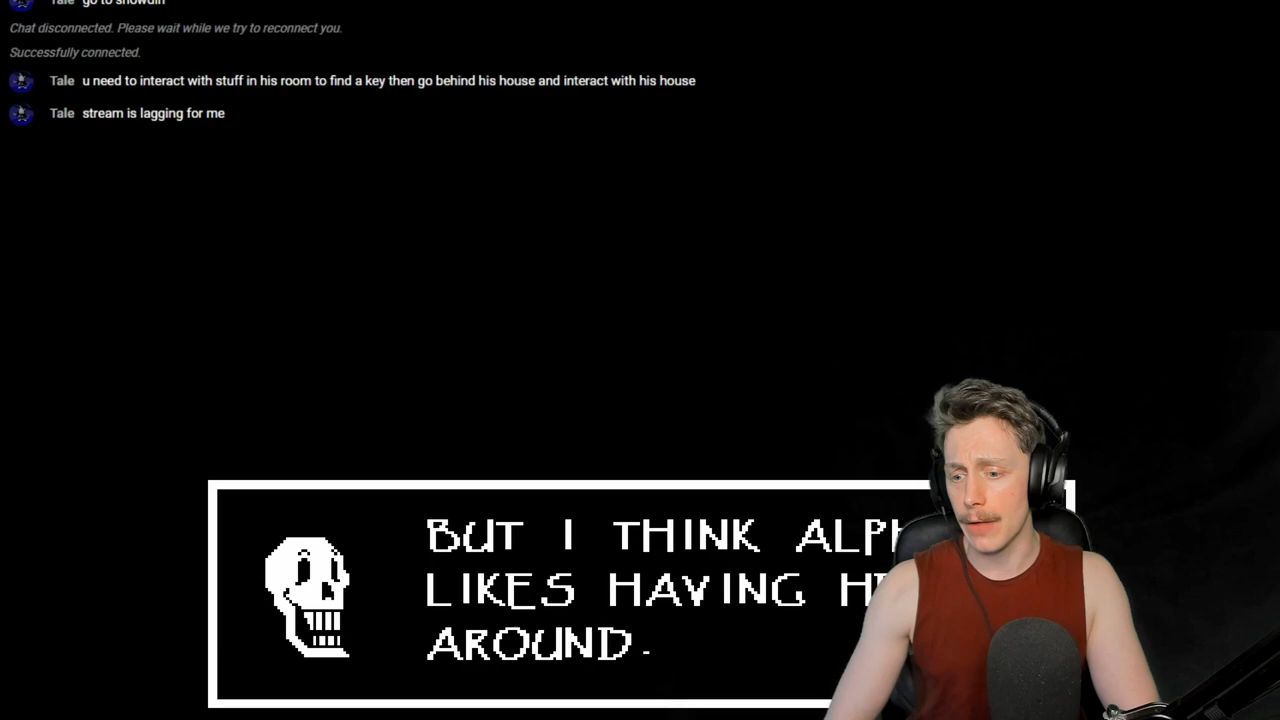 Tale go to snowdin
Chat disconnected. Please wait while we try to reconnect you.
Successfully connected.
Tale u need to interact with stuff in his room to find a key then go behind his house and interact with his house
Tale stream is lagging for me
BUT I THINK
LIKES HAVING
AROUND.